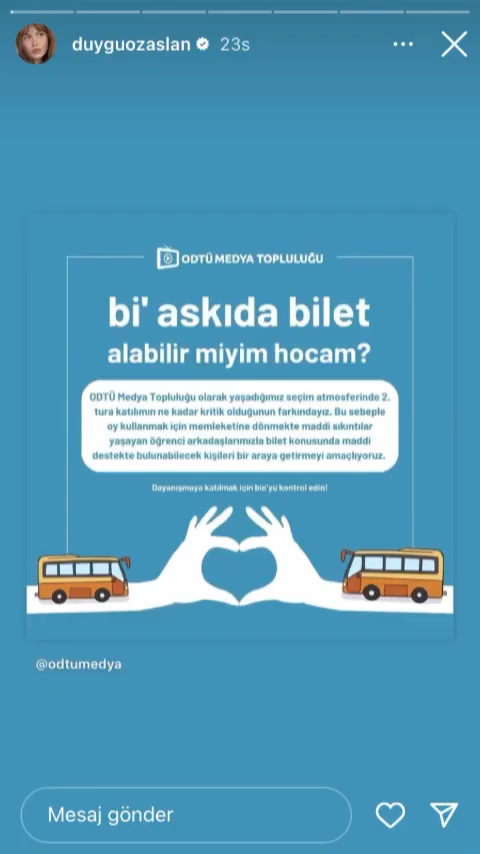 duyguozaslan 23s
ODTÜ MEDYA TOPLULUĞU
bi' askıda bilet
alabilir miyim hocam?
ODTÜ Medya Topluluğu olarak yaşadığımız seçim atmosferinde 2.
tura katılımın ne kadar kritik olduğunun farkındayız. Bu sebeple
oy kullanmak için memleketine dönmekte maddi sıkıntılar
yaşayan öğrenci arkadaşlarımızla bilet konusunda maddi
destekte bulunabilecek kişileri bir araya getirmeyi amaçlıyoruz.
Dayanışmaya katılmak için bio'yu kontrol edin!
@odtumedya
Mesaj gönder